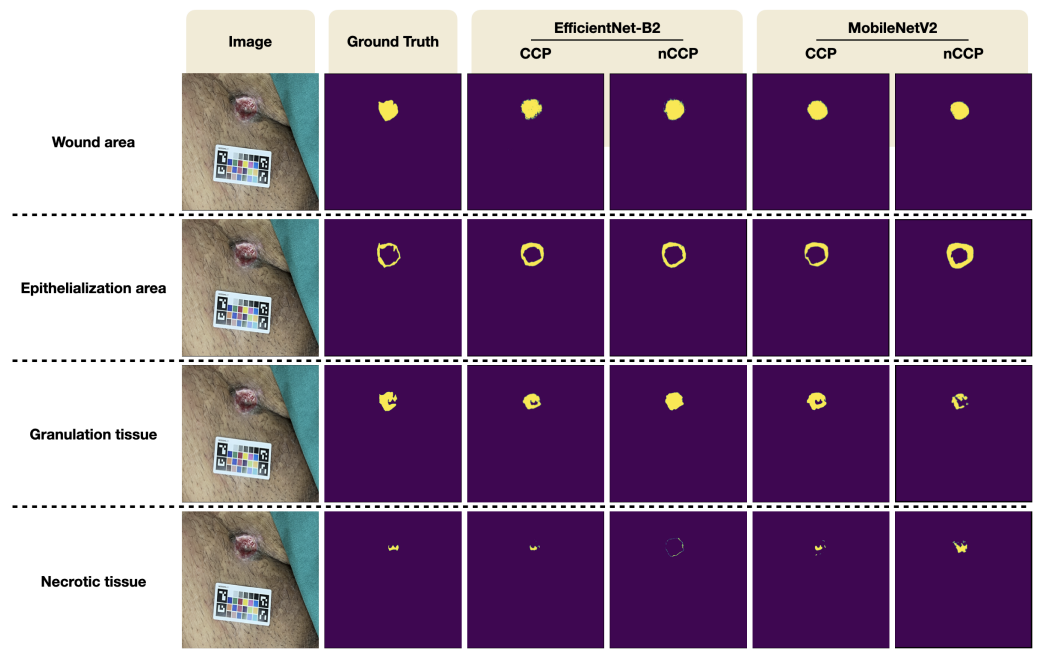 Image
Ground Truth
EfficientNet-B2
CCP
nCCP
MobileNetV2
CCP
nCCP
Wound area
Epithelialization area
Granulation tissue
Necrotic tissue